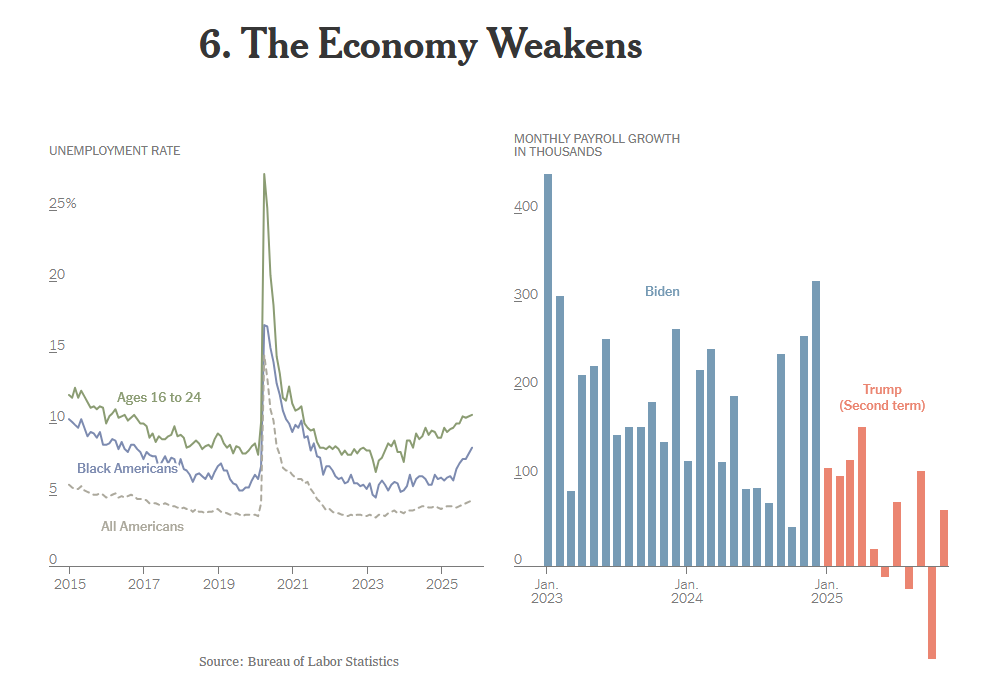 6. The Economy Weakens
UNEMPLOYMENT RATE
25%
20
15
10
5
0
Ages 16 to 24
Black Americans
All Americans
2015 2017 2019 2021 2023 2025
MONTHLY PAYROLL GROWTH
IN THOUSANDS
400
300
200
100
0
Biden
Trump
(Second term)
Jan. Jan. Jan.
2023 2024 2025
Source: Bureau of Labor Statistics